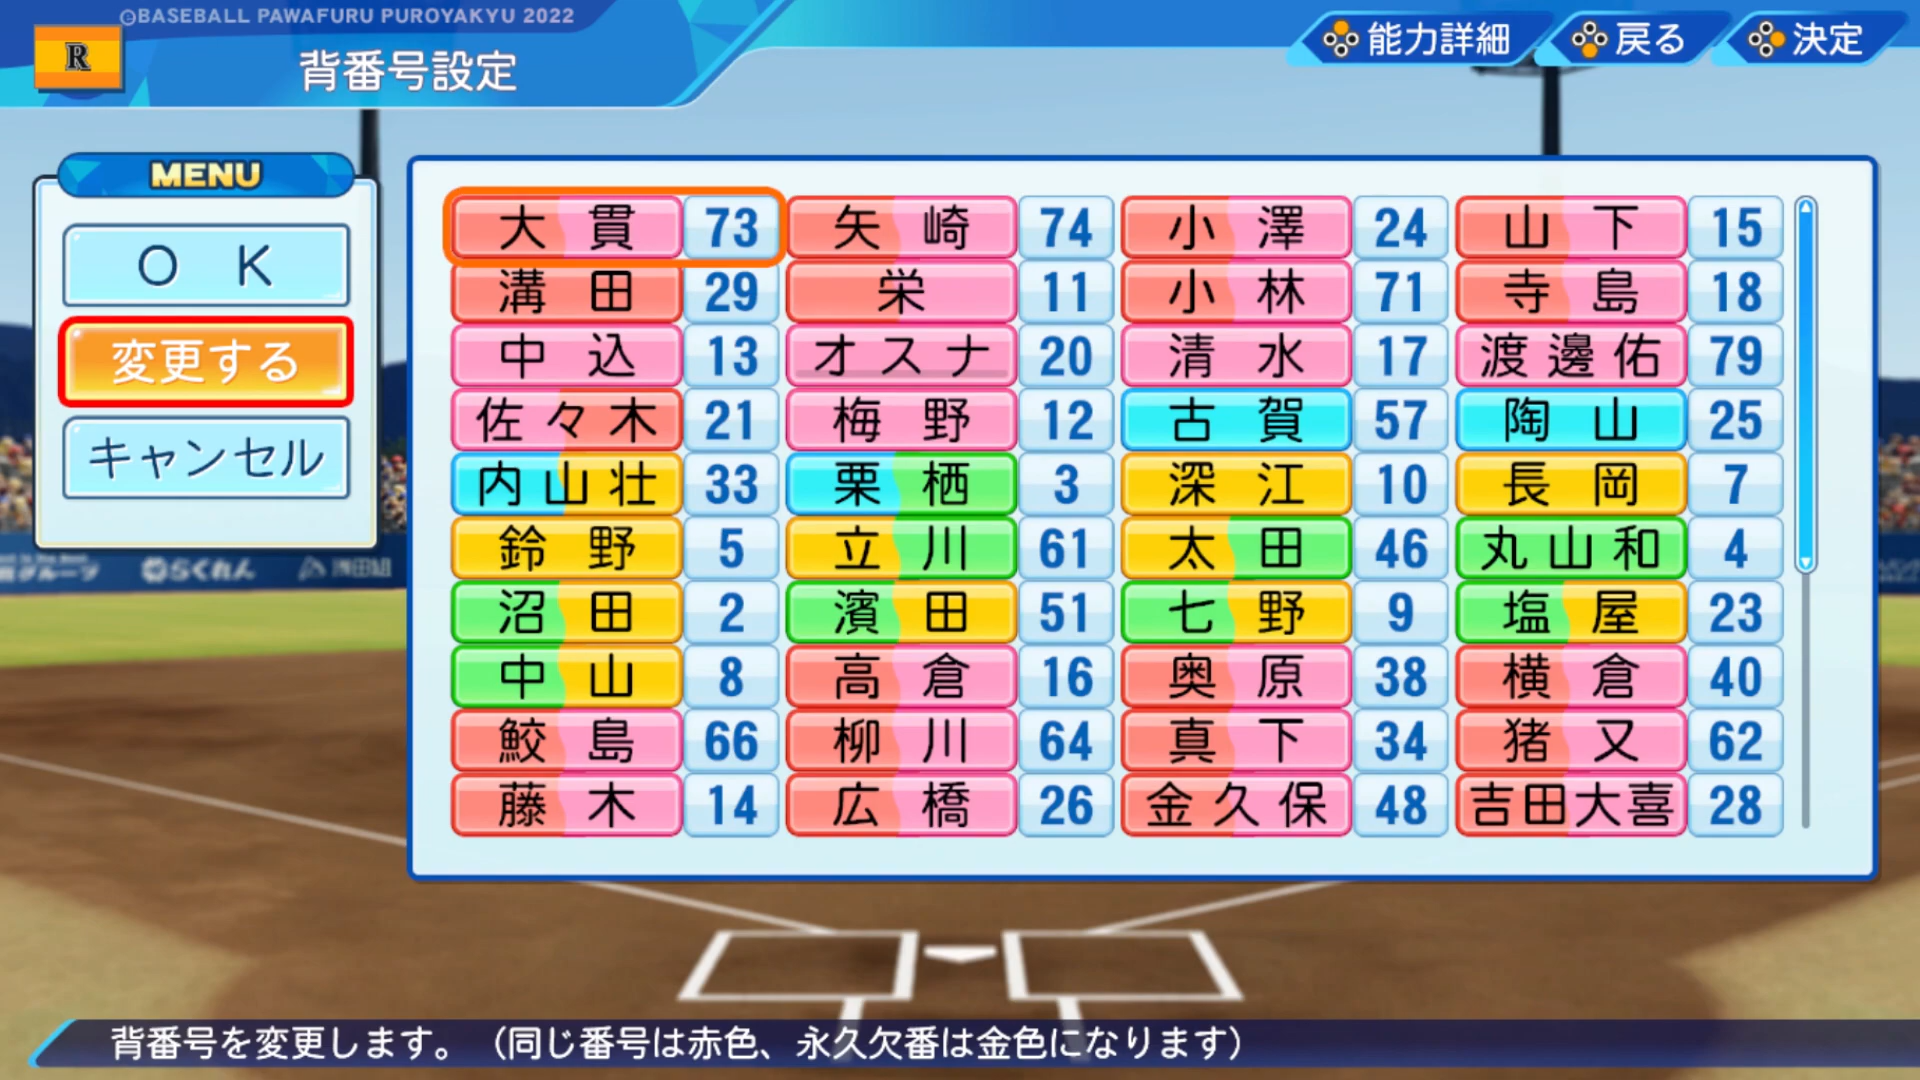 ©BASEBALL PAWAFURU PUROYAKYU 2022
R
背番号設定
能力詳細 戻る 決定
MENU
OK
変更する
キャンセル
大貫 73 矢崎 74 小澤 24 山下 15
溝田 29 栄 11 小林 71 寺島 18
中込 13 オスナ 20 清水 17 渡邊佑 79
佐々木 21 梅野 12 古賀 57 陶山 25
内山壮 33 栗栖 3 深江 10 長岡 7
鈴野 5 立川 61 太田 46 丸山和 4
沼田 2 濱田 51 七野 9 塩屋 23
中山 8 高倉 16 奥原 38 横倉 40
鮫島 66 柳川 64 真下 34 猪又 62
藤木 14 広橋 26 金久保 48 吉田大喜 28
らくれん
背番号を変更します。（同じ番号は赤色、永久欠番は金色になります）